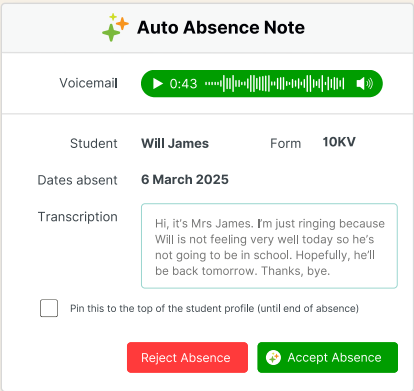 Auto Absence Note
Voicemail 0:43
Student Will James Form 10KV
Dates absent 6 March 2025
Transcription
Hi, it's Mrs James. I'm just ringing because
Will is not feeling very well today so he's
not going to be in school. Hopefully, he'll
be back tomorrow. Thanks, bye.
Pin this to the top of the student profile (until end of absence)
Reject Absence Accept Absence